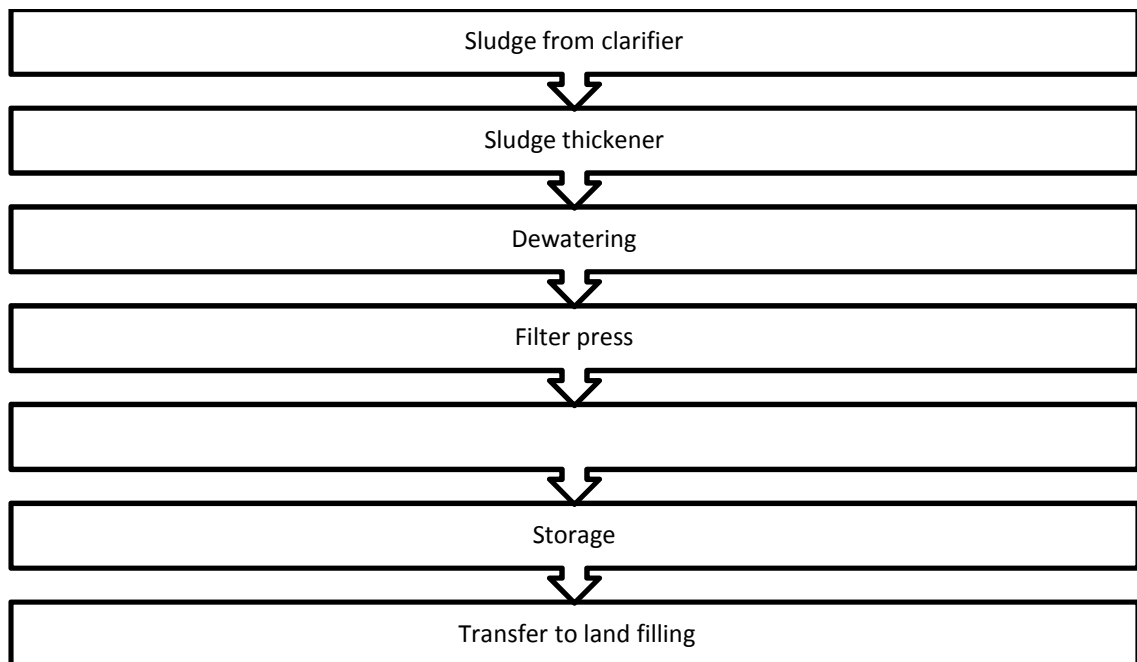 Sludge from clarifier
Sludge thickener
Dewatering
Filter press
Storage
Transfer to land filling